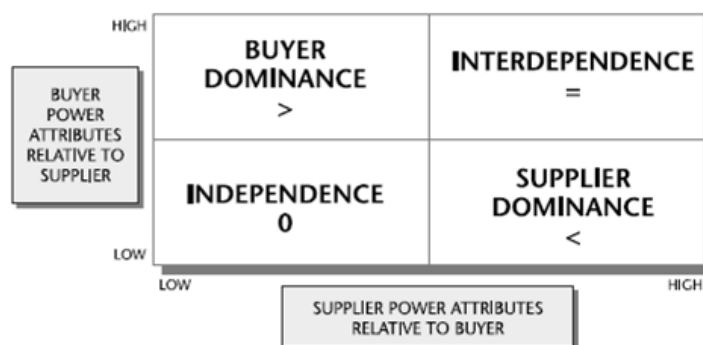 HIGH
BUYER
DOMINANCE
>
INTERDEPENDENCE
=
BUYER
POWER
ATTRIBUTES
RELATIVE TO
SUPPLIER
INDEPENDENCE
0
SUPPLIER
DOMINANCE
<
LOW
LOW
HIGH
SUPPLIER POWER ATTRIBUTES
RELATIVE TO BUYER